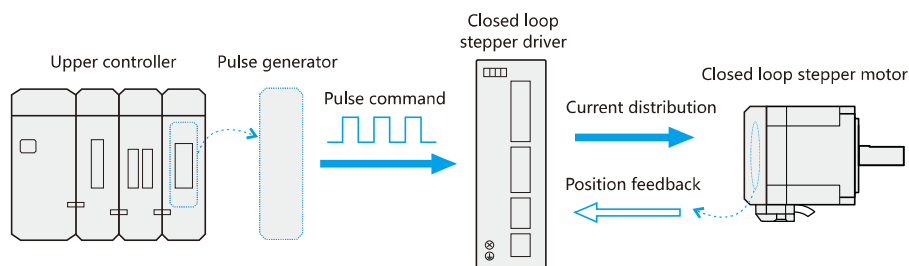 Upper controller
Pulse generator
Pulse command
Closed loop
stepper driver
Current distribution
Position feedback
Closed loop stepper motor